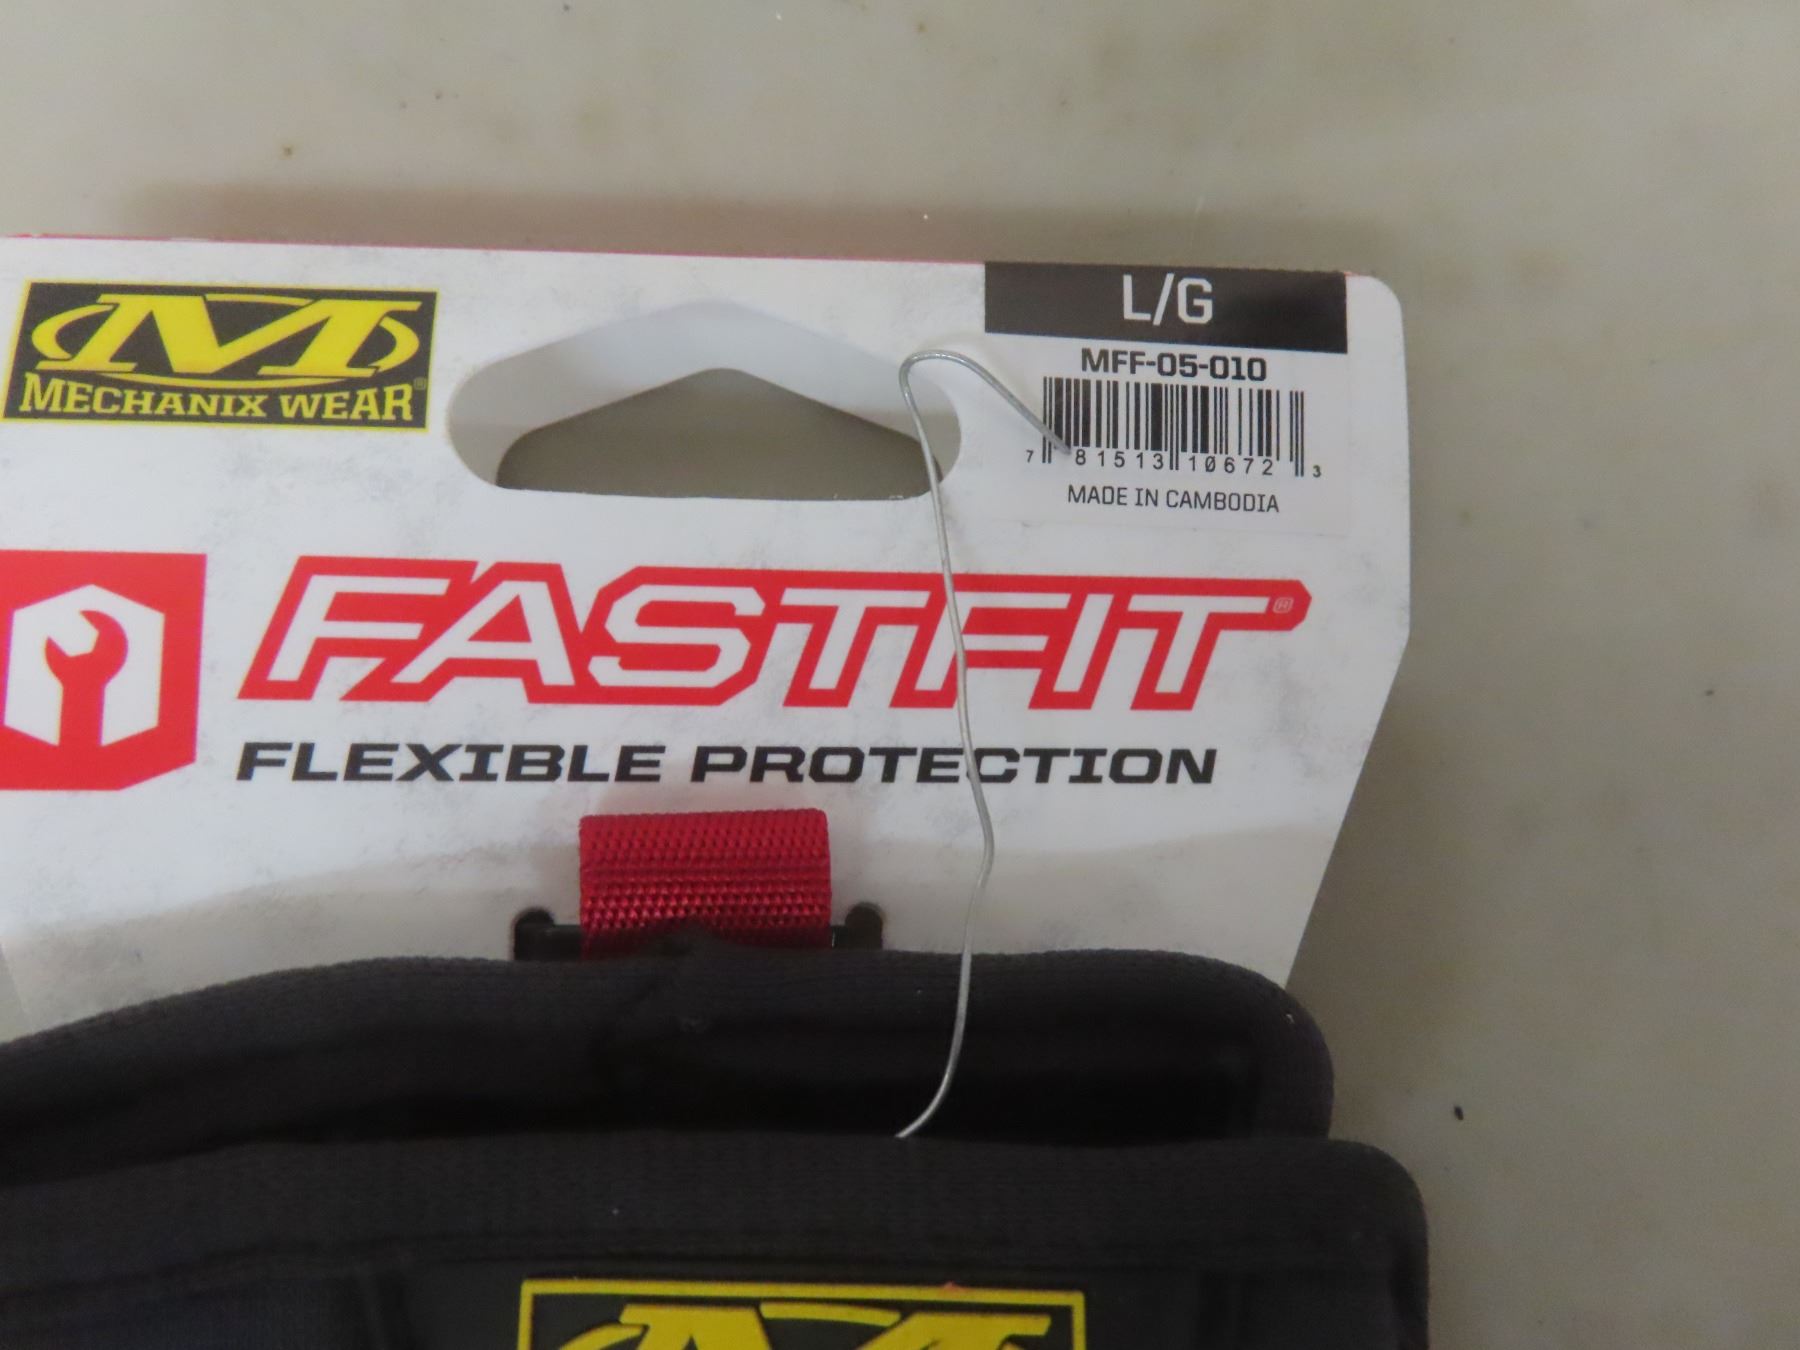 M
MECHANIX WEAR®
L/G
MFF-05-010
7 81513 10672 3
MADE IN CAMBODIA
FASTFIT®
FLEXIBLE PROTECTION
M